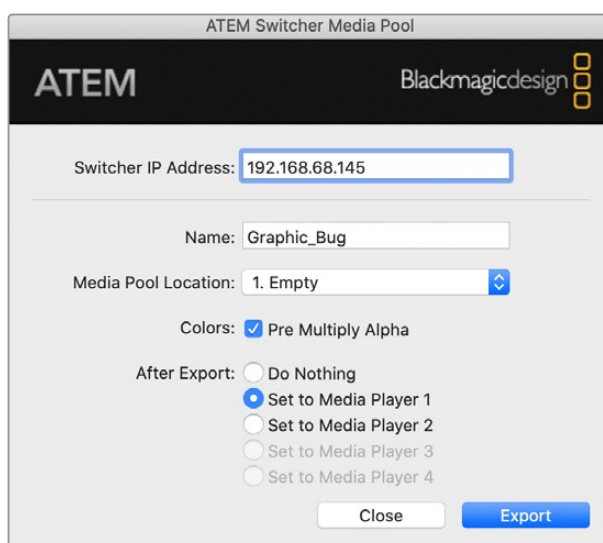 ATEM Switcher Media Pool
ATEM
Blackmagicdesign
Switcher IP Address: 192.168.68.145
Name: Graphic_Bug
Media Pool Location: 1. Empty
Colors: Pre Multiply Alpha
After Export: Do Nothing
Set to Media Player 1
Set to Media Player 2
Set to Media Player 3
Set to Media Player 4
Close Export